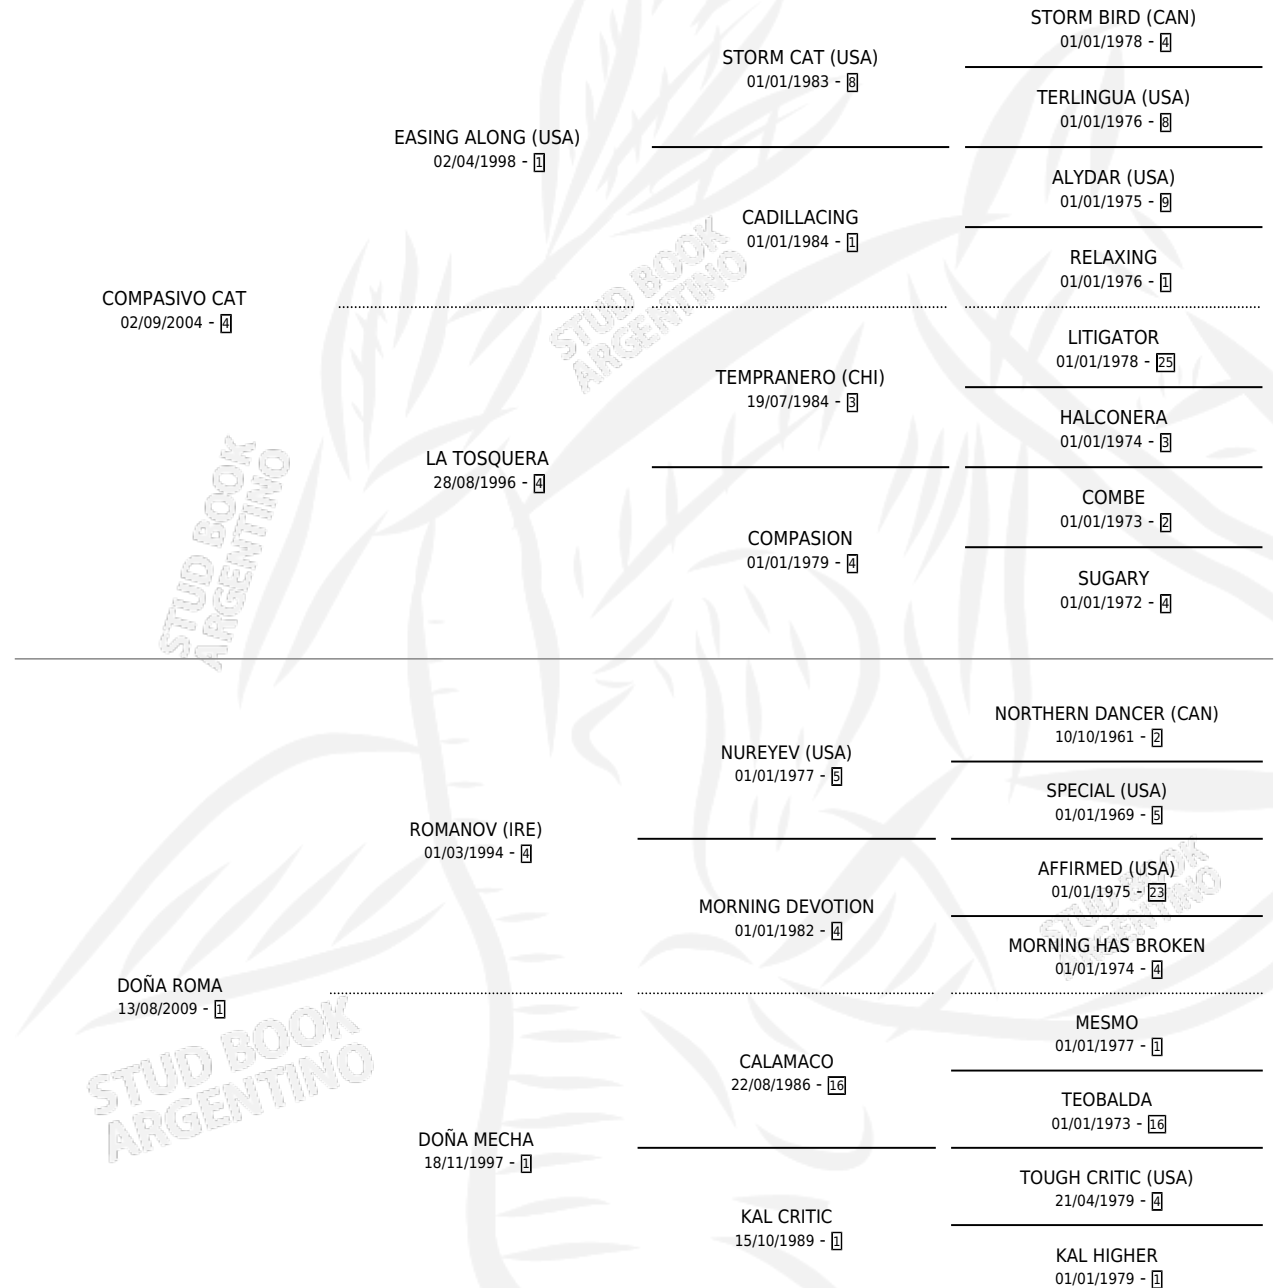 STORM BIRD (CAN)
01/01/1978 - 4
STORM CAT (USA)
01/01/1983 - 8
TERLINGUA (USA)
01/01/1976 - 8
EASING ALONG (USA)
02/04/1998 - 1
ALYDAR (USA)
01/01/1975 - 9
CADILLACING
01/01/1984 - 1
RELAXING
01/01/1976 - 1
COMPASIVO CAT
02/09/2004 - 4
LITIGATOR
01/01/1978 - 25
TEMPRANERO (CHI)
19/07/1984 - 3
HALCONERA
01/01/1974 - 3
LA TOSQUERA
28/08/1996 - 4
COMBE
01/01/1973 - 2
COMPASION
01/01/1979 - 4
SUGARY
01/01/1972 - 4
NORTHERN DANCER (CAN)
10/10/1961 - 2
NUREYEV (USA)
01/01/1977 - 5
SPECIAL (USA)
01/01/1969 - 5
ROMANOV (IRE)
01/03/1994 - 4
AFFIRMED (USA)
01/01/1975 - 23
MORNING DEVOTION
01/01/1982 - 4
MORNING HAS BROKEN
01/01/1974 - 4
DOÑA ROMA
13/08/2009 - 1
MESMO
01/01/1977 - 1
CALAMACO
22/08/1986 - 16
TEOBALDA
01/01/1973 - 16
DOÑA MECHA
18/11/1997 - 1
TOUGH CRITIC (USA)
21/04/1979 - 4
KAL CRITIC
15/10/1989 - 1
KAL HIGHER
01/01/1979 - 1
STUD BOOK
ARGENTINO
STUD BOOK
ARGENTINO
STUD BOOK
ARGENTINO
STUD BOOK
ARGENTINO